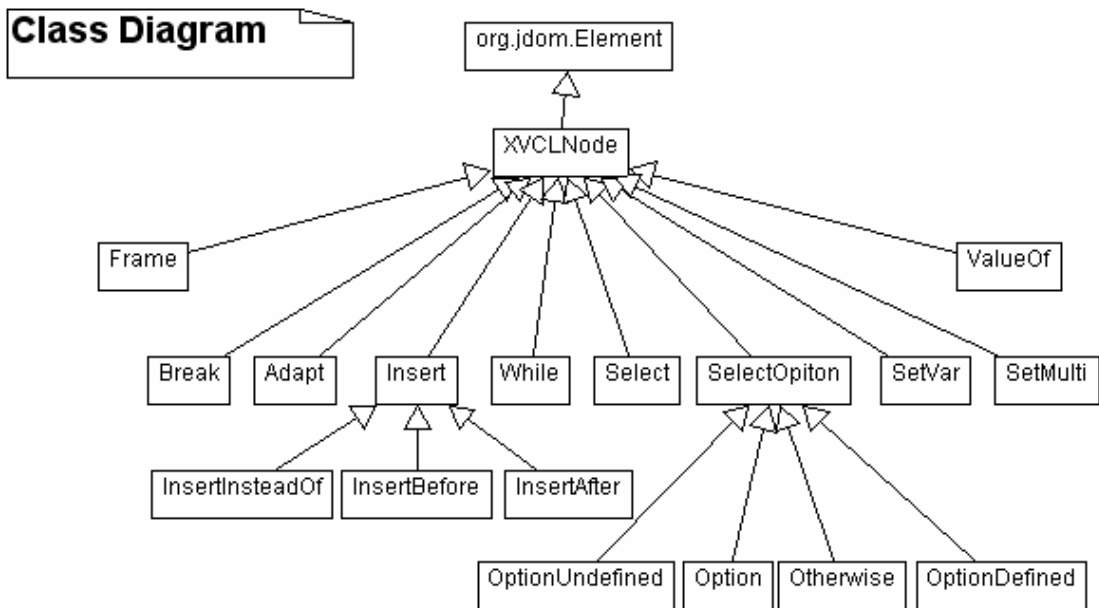 Class Diagram
org.jdom.Element
XVCLNode
Frame
ValueOf
Break
Adapt
Insert
While
Select
SelectOpiton
SetVar
SetMulti
InsertInsteadOf
InsertBefore
InsertAfter
OptionUndefined
Option
Otherwise
OptionDefined